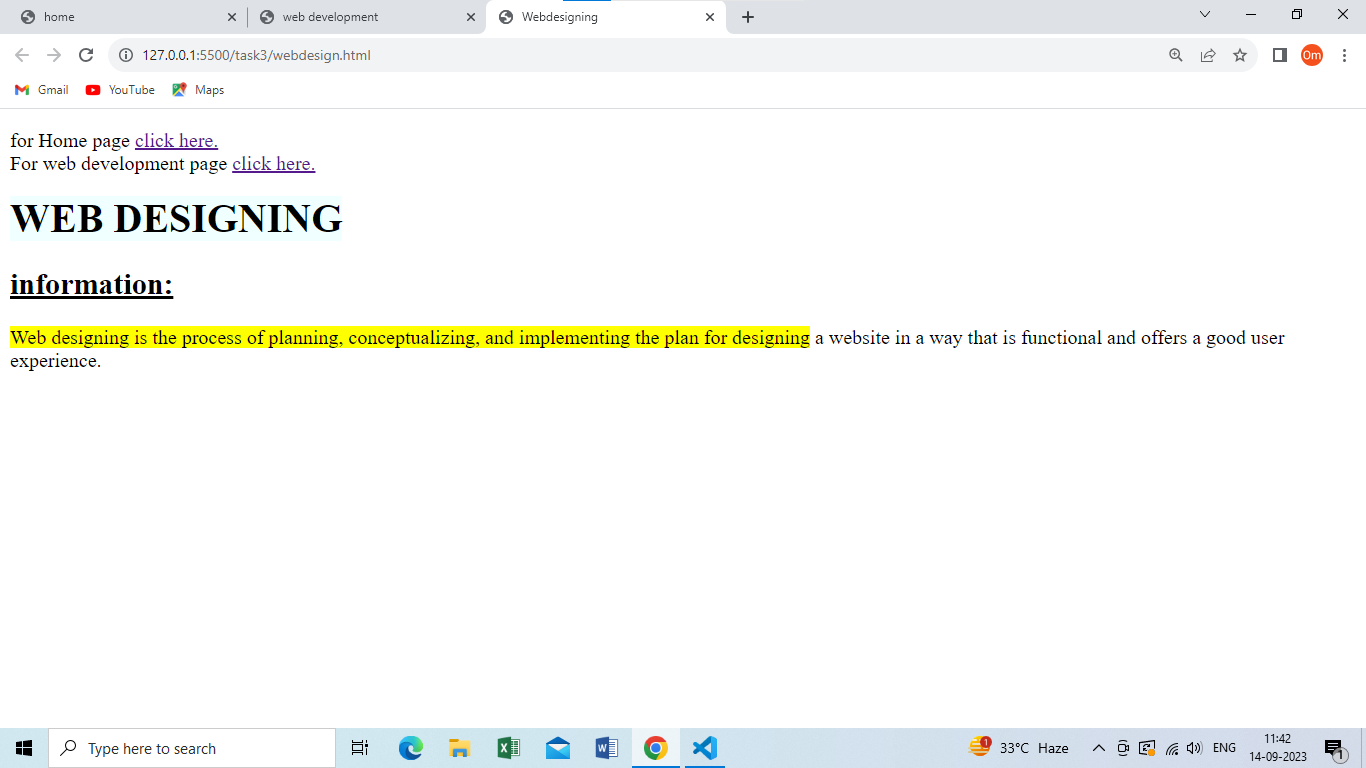 home
web development
Webdesigning
127.0.0.1:5500/task3/webdesign.html
Om
Gmail
YouTube
Maps
for Home page click here.
For web development page click here.
WEB DESIGNING
information:
Web designing is the process of planning, conceptualizing, and implementing the plan for designing a website in a way that is functional and offers a good user
experience.
Type here to search
1
33°C Haze
ENG
11:42
14-09-2023
1